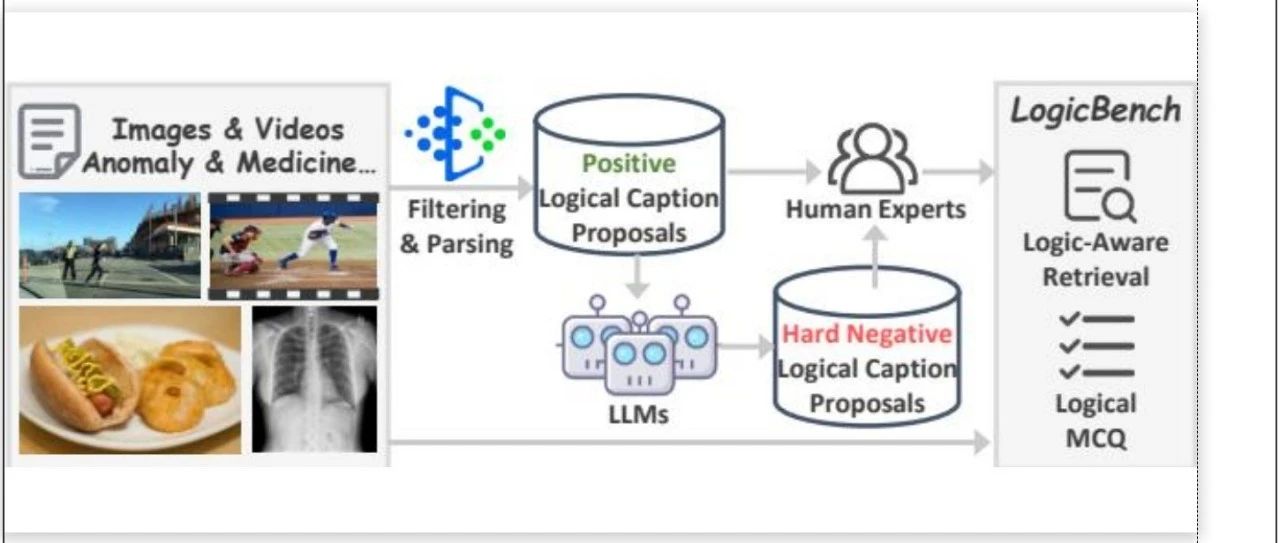 Images & Videos
Anomaly & Medicine...
Filtering
& Parsing
Positive
Logical Caption
Proposals
LLMs
Hard Negative
Logical Caption
Proposals
Human Experts
LogicBench
Logic-Aware
Retrieval
Logical
MCQ